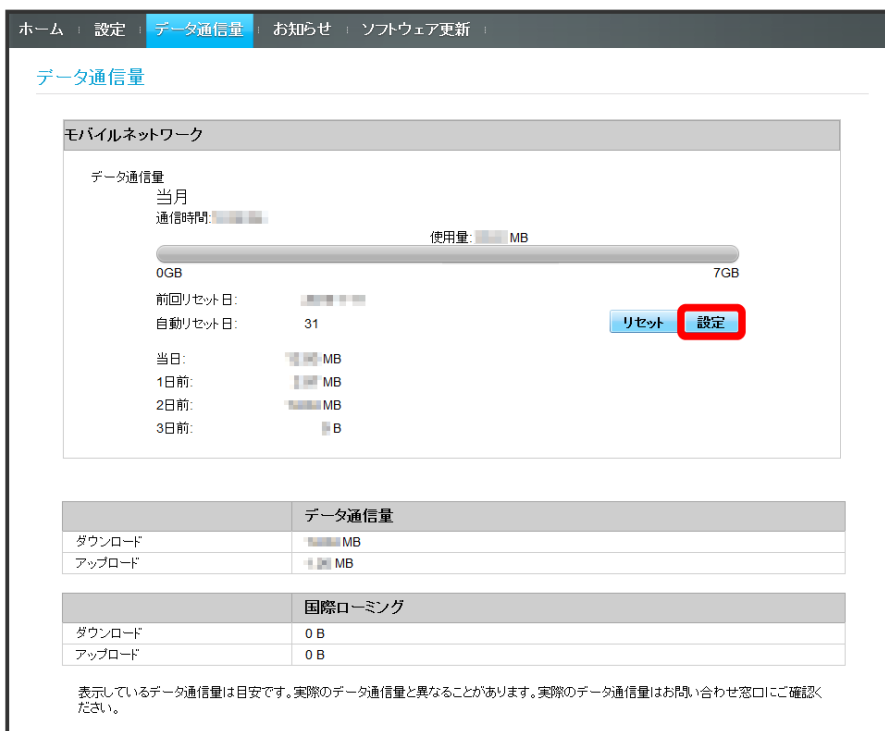 ホーム 設定 データ通信量 お知らせ ソフトウェア更新
データ通信量
モバイルネットワーク
データ通信量
当月
通信時間:
使用量: MB
0GB 7GB
前回リセット日:
自動リセット日: 31 リセット 設定
当日: MB
1日前: MB
2日前: MB
3日前: B
データ通信量
ダウンロード MB
アップロード MB
国際ローミング
ダウンロード 0 B
アップロード 0 B
表示しているデータ通信量は目安です。実際のデータ通信量と異なることがあります。実際のデータ通信量はお問い合わせ窓口にご確認く
ださい。